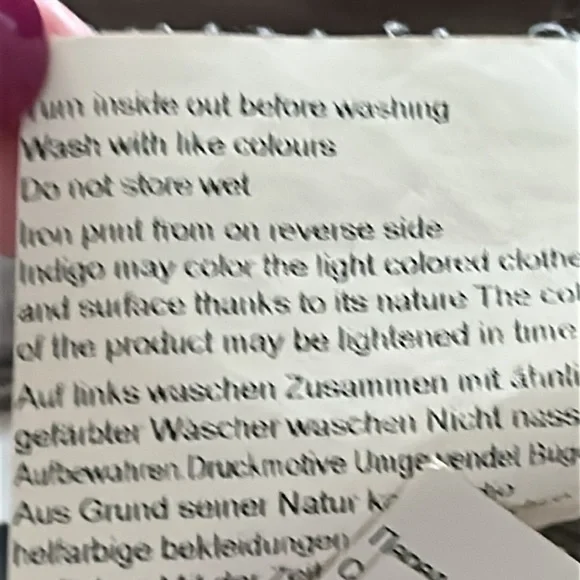 Turn inside out before washing
Wash with like colours
Do not store wet
Iron print from on reverse side
Indigo may color the light colored clothe
and surface thanks to its nature The col
of the product may be lightened in time
Auf links waschen Zusammen mit ähnli
gefärbter Wäscher waschen Nicht nass
Aufbewahren.Druckmotive Umgewendet Büg
Aus Grund seiner Natur
helfarbige bekleidungen
Zeit